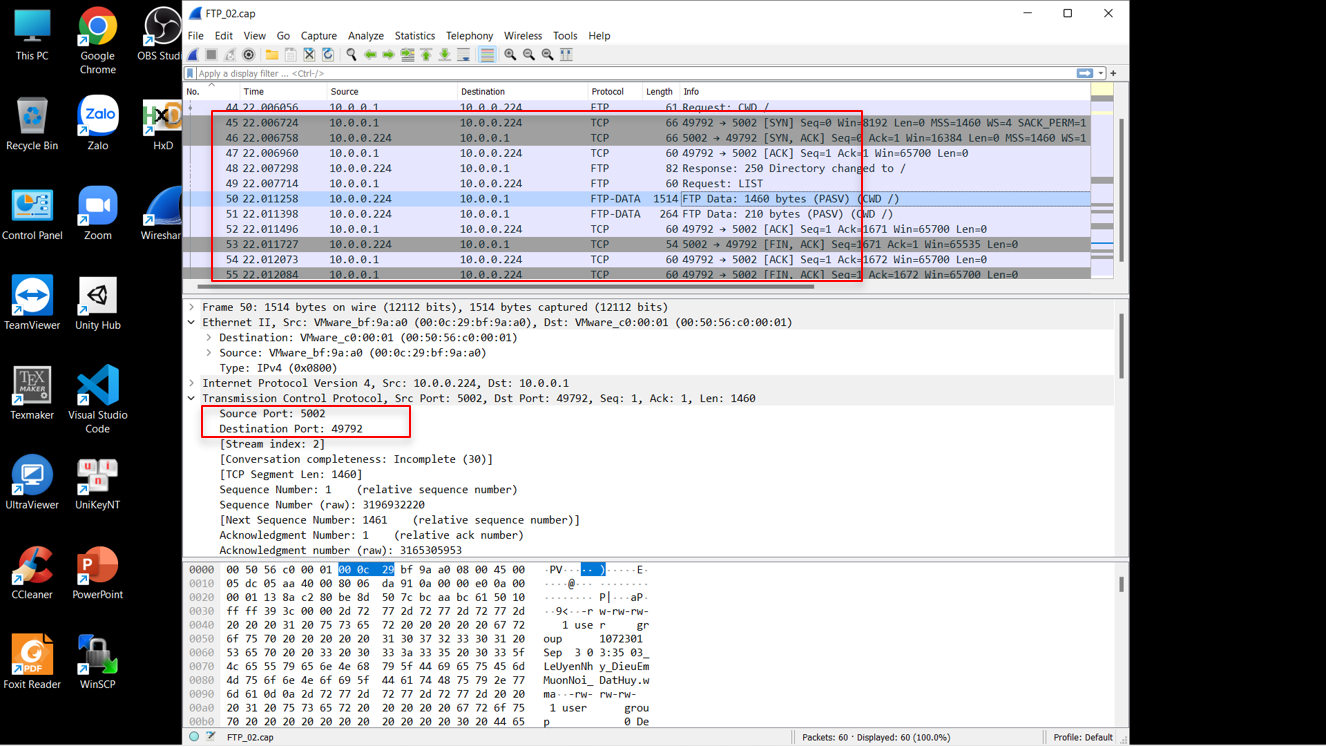 This PC
Google
Chrome
OBS Studi
Recycle Bin
Zalo
Zalo
HxD
HxD
Control Panel
Zoom
Wireshar
TeamViewer
Unity Hub
TEX
MAKER
Texmaker
Visual Studio
Code
UltraViewer
u n i
UniKeyNT
CCleaner
P
PowerPoint
PDF
Foxit Reader
WinSCP
FTP_02.cap
File Edit View Go Capture Analyze Statistics Telephony Wireless Tools Help
Apply a display filter ... <Ctrl-/>
No. Time Source Destination Protocol Length Info
44 22.006056 10.0.0.1 10.0.0.224 FTP 61 Request: CWD /
45 22.006724 10.0.0.1 10.0.0.224 TCP 66 49792 → 5002 [SYN] Seq=0 Win=8192 Len=0 MSS=1460 WS=4 SACK_PERM=1
46 22.006758 10.0.0.224 10.0.0.1 TCP 66 5002 → 49792 [SYN, ACK] Seq=0 Ack=1 Win=16384 Len=0 MSS=1460 WS=1
47 22.006960 10.0.0.1 10.0.0.224 TCP 60 49792 → 5002 [ACK] Seq=1 Ack=1 Win=65700 Len=0
48 22.007298 10.0.0.224 10.0.0.1 FTP 82 Response: 250 Directory changed to /
49 22.007714 10.0.0.1 10.0.0.224 FTP 60 Request: LIST
50 22.011258 10.0.0.224 10.0.0.1 FTP-DATA 1514 FTP Data: 1460 bytes (PASV) (CWD /)
51 22.011398 10.0.0.224 10.0.0.1 FTP-DATA 264 FTP Data: 210 bytes (PASV) (CWD /)
52 22.011496 10.0.0.1 10.0.0.224 TCP 60 49792 → 5002 [ACK] Seq=1 Ack=1671 Win=65700 Len=0
53 22.011727 10.0.0.224 10.0.0.1 TCP 54 5002 → 49792 [FIN, ACK] Seq=1671 Ack=1 Win=65535 Len=0
54 22.012073 10.0.0.1 10.0.0.224 TCP 60 49792 → 5002 [ACK] Seq=1 Ack=1672 Win=65700 Len=0
55 22.012084 10.0.0.1 10.0.0.224 TCP 60 49792 → 5002 [FIN, ACK] Seq=1 Ack=1672 Win=65700 Len=0
Frame 50: 1514 bytes on wire (12112 bits), 1514 bytes captured (12112 bits)
Ethernet II, Src: VMware_bf:9a:a0 (00:0c:29:bf:9a:a0), Dst: VMware_c0:00:01 (00:50:56:c0:00:01)
Destination: VMware_c0:00:01 (00:50:56:c0:00:01)
Source: VMware_bf:9a:a0 (00:0c:29:bf:9a:a0)
Type: IPv4 (0x0800)
Internet Protocol Version 4, Src: 10.0.0.224, Dst: 10.0.0.1
Transmission Control Protocol, Src Port: 5002, Dst Port: 49792, Seq: 1, Ack: 1, Len: 1460
Source Port: 5002
Destination Port: 49792
[Stream index: 2]
[Conversation completeness: Incomplete (30)]
[TCP Segment Len: 1460]
Sequence Number: 1 (relative sequence number)
Sequence Number (raw): 3196932220
[Next Sequence Number: 1461 (relative sequence number)]
Acknowledgment Number: 1 (relative ack number)
Acknowledgment number (raw): 3165305953
0000 00 50 56 c0 00 01 00 0c 29 bf 9a a0 08 00 45 00 ·PV····· )·····E·
0010 05 dc 05 aa 40 00 80 06 da 91 0a 00 00 e0 0a 00 ····@··· ········
0020 00 01 13 8a c2 80 be 8d 50 7c bc aa bc 61 50 10 ········ P|···aP·
0030 ff ff 39 3c 00 00 2d 72 77 2d 72 77 2d 72 77 2d ··9<··-r w-rw-rw-
0040 20 20 20 31 20 75 73 65 72 20 20 20 20 20 67 72 1 use r gr
0050 6f 75 70 20 20 20 20 20 31 30 37 32 33 30 31 20 oup 1072301
0060 53 65 70 20 20 33 20 30 33 3a 33 35 20 30 33 5f Sep 3 0 3:35 03_
0070 4c 65 55 79 65 6e 4e 68 79 5f 44 69 65 75 45 6d LeUyenNh y_DieuEm
0080 4d 75 6f 6e 4e 6f 69 5f 44 61 74 48 75 79 2e 77 MuonNoi_ DatHuy.w
0090 6d 61 0d 0a 2d 72 77 2d 72 77 2d 72 77 2d 20 20 ma··-rw- rw-rw-
00a0 20 31 20 75 73 65 72 20 20 20 20 20 67 72 6f 75 1 user grou
00b0 70 20 20 20 20 20 20 20 20 20 20 20 30 20 44 65 p 0 De
FTP_02.cap
Packets: 60 · Displayed: 60 (100.0%)
Profile: Default